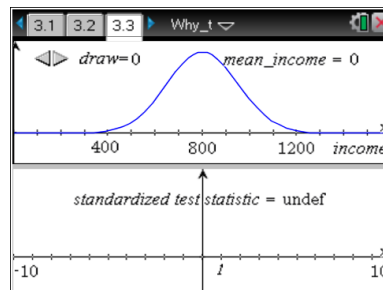 3.1 3.2 3.3 Why_t
draw=0 mean_income = 0
400 800 1200 income
standardized test statistic = undef
-10 1 10